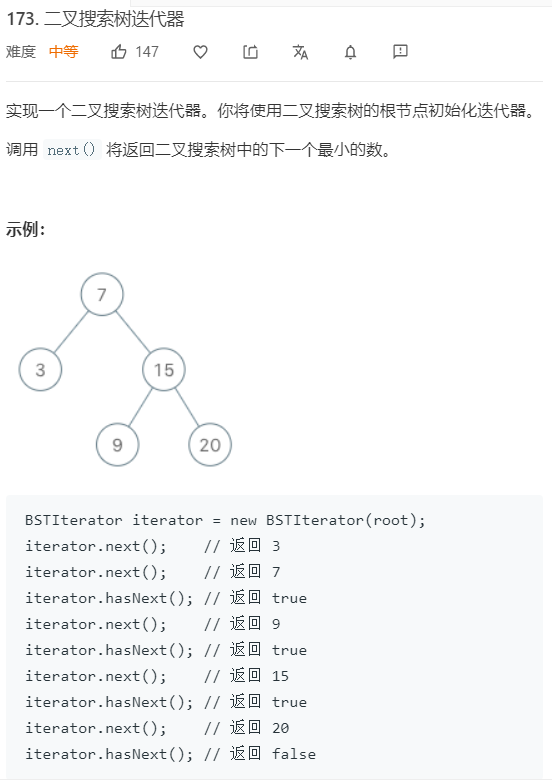 173. 二叉搜索树迭代器
难度 中等 147
实现一个二叉搜索树迭代器。你将使用二叉搜索树的根节点初始化迭代器。
调用 next() 将返回二叉搜索树中的下一个最小的数。
示例：
7
3 15
9 20
BSTIterator iterator = new BSTIterator(root);
iterator.next();    // 返回 3
iterator.next();    // 返回 7
iterator.hasNext(); // 返回 true
iterator.next();    // 返回 9
iterator.hasNext(); // 返回 true
iterator.next();    // 返回 15
iterator.hasNext(); // 返回 true
iterator.next();    // 返回 20
iterator.hasNext(); // 返回 false